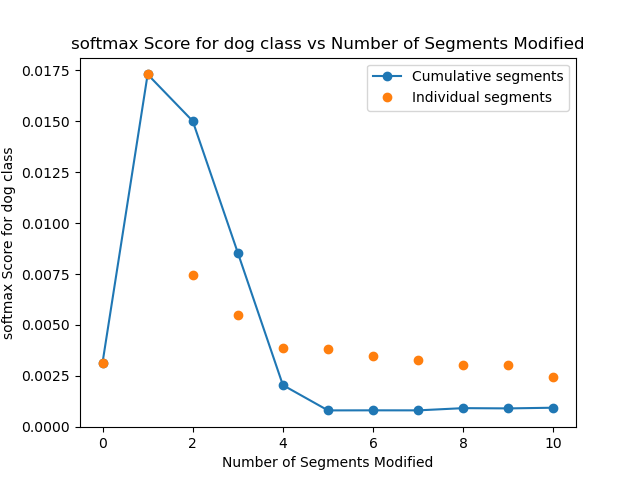 softmax Score for dog class vs Number of Segments Modified
Cumulative segments
Individual segments
softmax Score for dog class
0.0175
0.0150
0.0125
0.0100
0.0075
0.0050
0.0025
0.0000
0 2 4 6 8 10
Number of Segments Modified